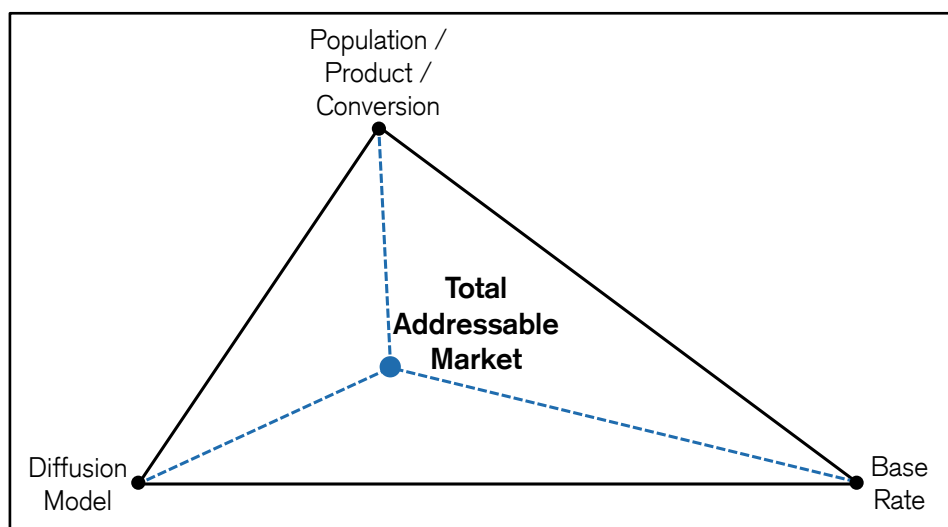 Population /
Product /
Conversion
Total
Addressable
Market
Diffusion
Model
Base
Rate